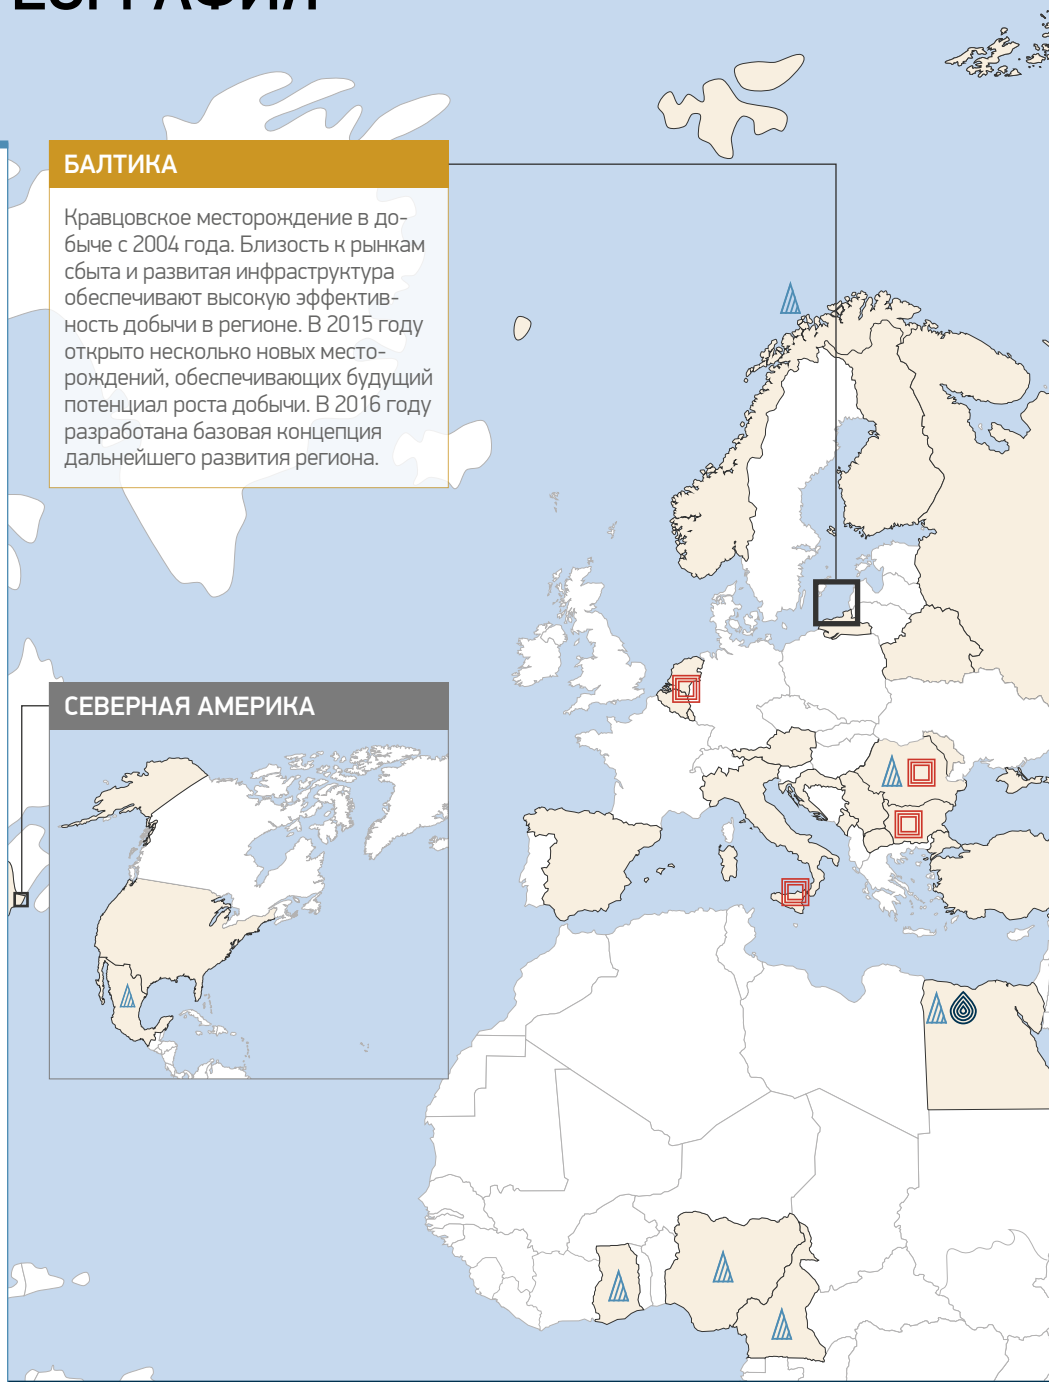 ЕОГРАФИЯ
БАЛТИКА
Кравцовское месторождение в до-
быче с 2004 года. Близость к рынкам
сбыта и развитая инфраструктура
обеспечивают высокую эффектив-
ность добычи в регионе. В 2015 году
открыто несколько новых место-
рождений, обеспечивающих будущий
потенциал роста добычи. В 2016 году
разработана базовая концепция
дальнейшего развития региона.
СЕВЕРНАЯ АМЕРИКА